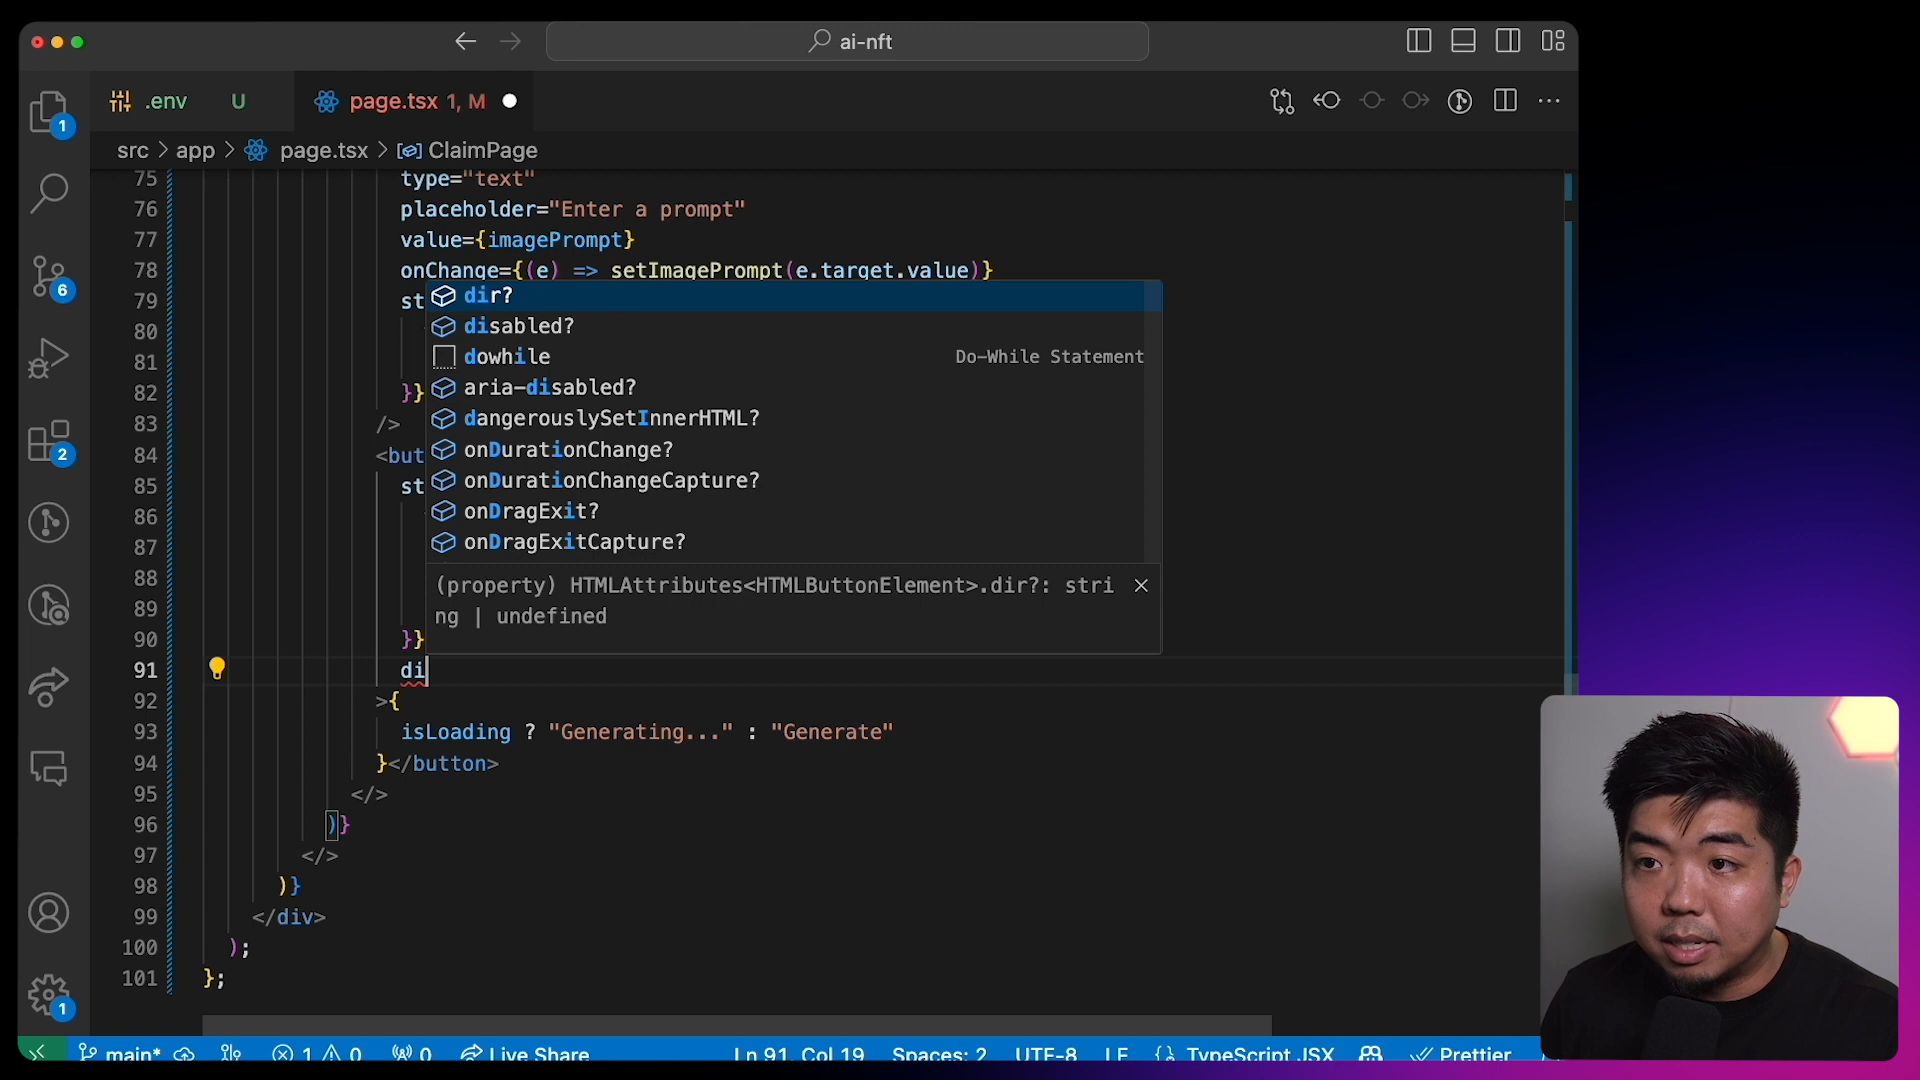 ai-nft
.env U
page.tsx 1, M
src > app > page.tsx > ClaimPage
75 type="text"
76 placeholder="Enter a prompt"
77 value={imagePrompt}
78 onChange={(e) => setImagePrompt(e.target.value)}
79 st
80
81
82 }}
83 />
84 <but
85 st
86
87
88
89
90 }}
91 di
92 >{
93 isLoading ? "Generating..." : "Generate"
94 }</button>
95 </>
96 )}
97 </>
98 )}
99 </div>
100 );
101 };
dir?
disabled?
dowhile Do-While Statement
aria-disabled?
dangerouslySetInnerHTML?
onDurationChange?
onDurationChangeCapture?
onDragExit?
onDragExitCapture?
(property) HTMLAttributes<HTMLButtonElement>.dir?: stri
ng | undefined
1
6
2
1
main* 1 0 0 Live Share Ln 91, Col 19 Spaces: 2 UTF-8 LF {} TypeScript JSX Prettier